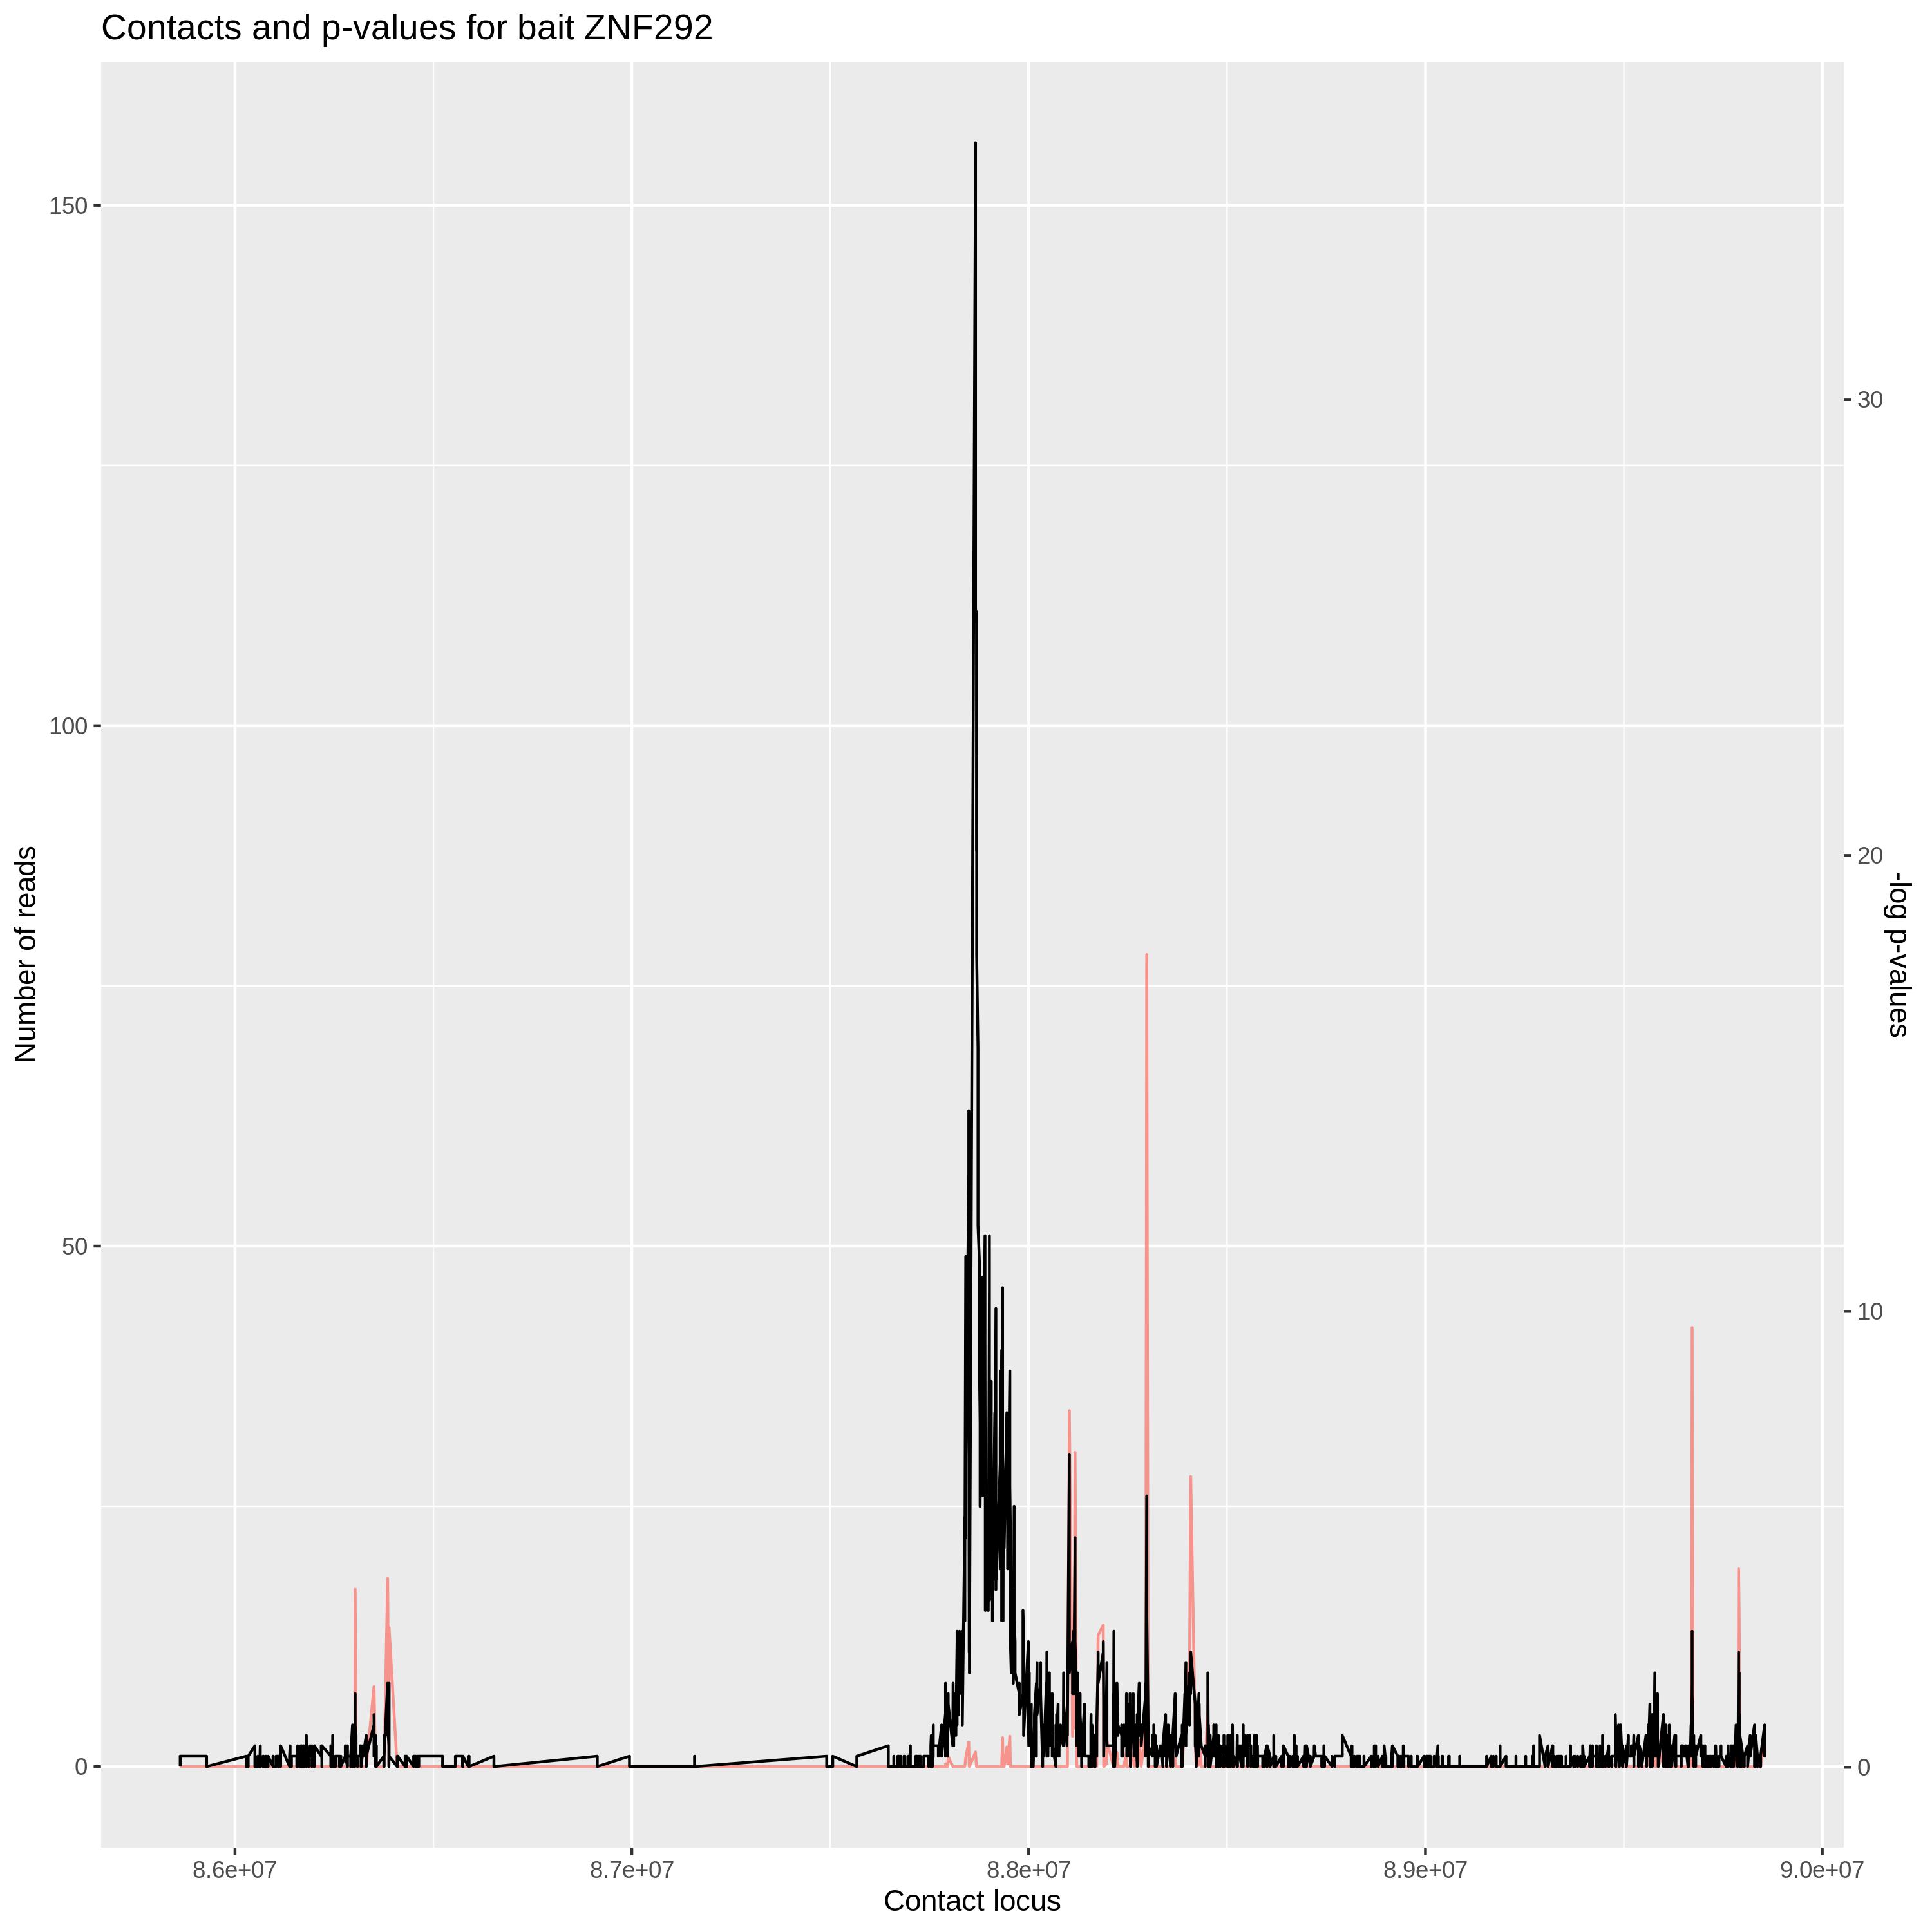 Contacts and p-values for bait ZNF292
150
100
50
0
Number of reads
30
20
10
0
-log p-values
8.6e+07 8.7e+07 8.8e+07 8.9e+07 9.0e+07
Contact locus